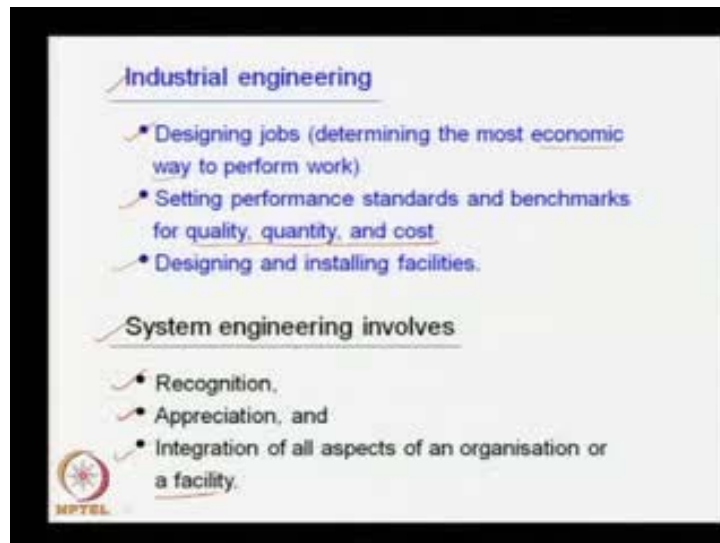 Industrial engineering
• Designing jobs (determining the most economic
way to perform work)
• Setting performance standards and benchmarks
for quality, quantity, and cost
• Designing and installing facilities.
System engineering involves
• Recognition,
• Appreciation, and
• Integration of all aspects of an organisation or
a facility.
NPTEL